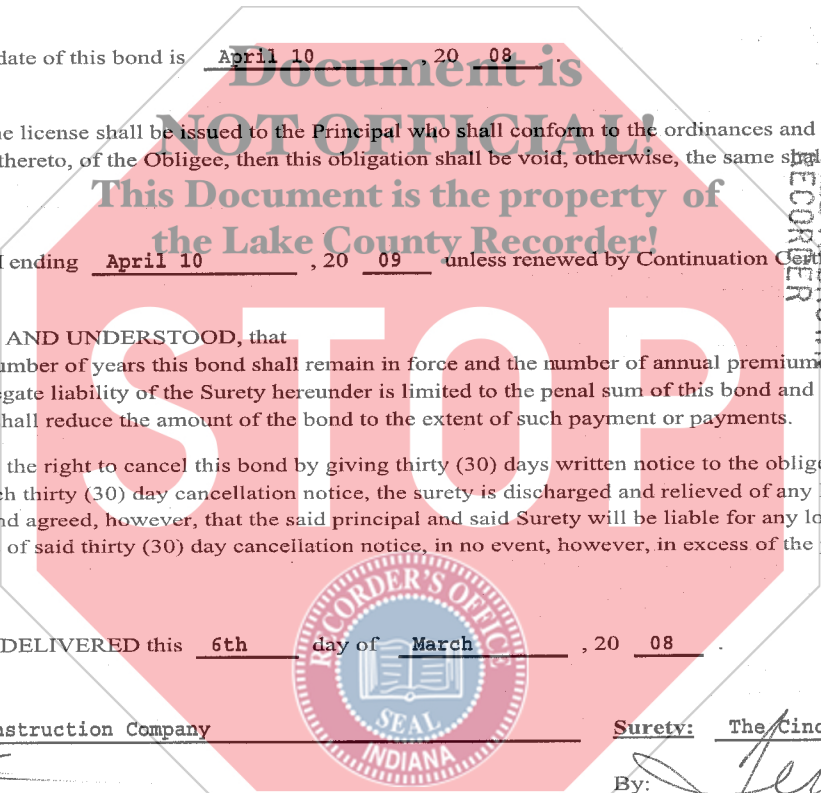 date of this bond is April 10 , 20 08 .
Document is
ne license shall be issued to the Principal who shall conform to the ordinances and
NOT OFFICIAL!
thereto, of the Obligee, then this obligation shall be void, otherwise, the same shal
This Document is the property of
the Lake County Recorder!
RECORDER
d ending April 10 , 20 09 unless renewed by Continuation Certi
AND UNDERSTOOD, that
umber of years this bond shall remain in force and the number of annual premium
egate liability of the Surety hereunder is limited to the penal sum of this bond and
hall reduce the amount of the bond to the extent of such payment or payments.
STOP
the right to cancel this bond by giving thirty (30) days written notice to the oblige
ch thirty (30) day cancellation notice, the surety is discharged and relieved of any
nd agreed, however, that the said principal and said Surety will be liable for any lo
of said thirty (30) day cancellation notice, in no event, however, in excess of the
RECORDER'S OFFICE
DELIVERED this 6th day of March , 20 08 .
SEAL
INDIANA
nstruction Company Surety: The Cinc
By: